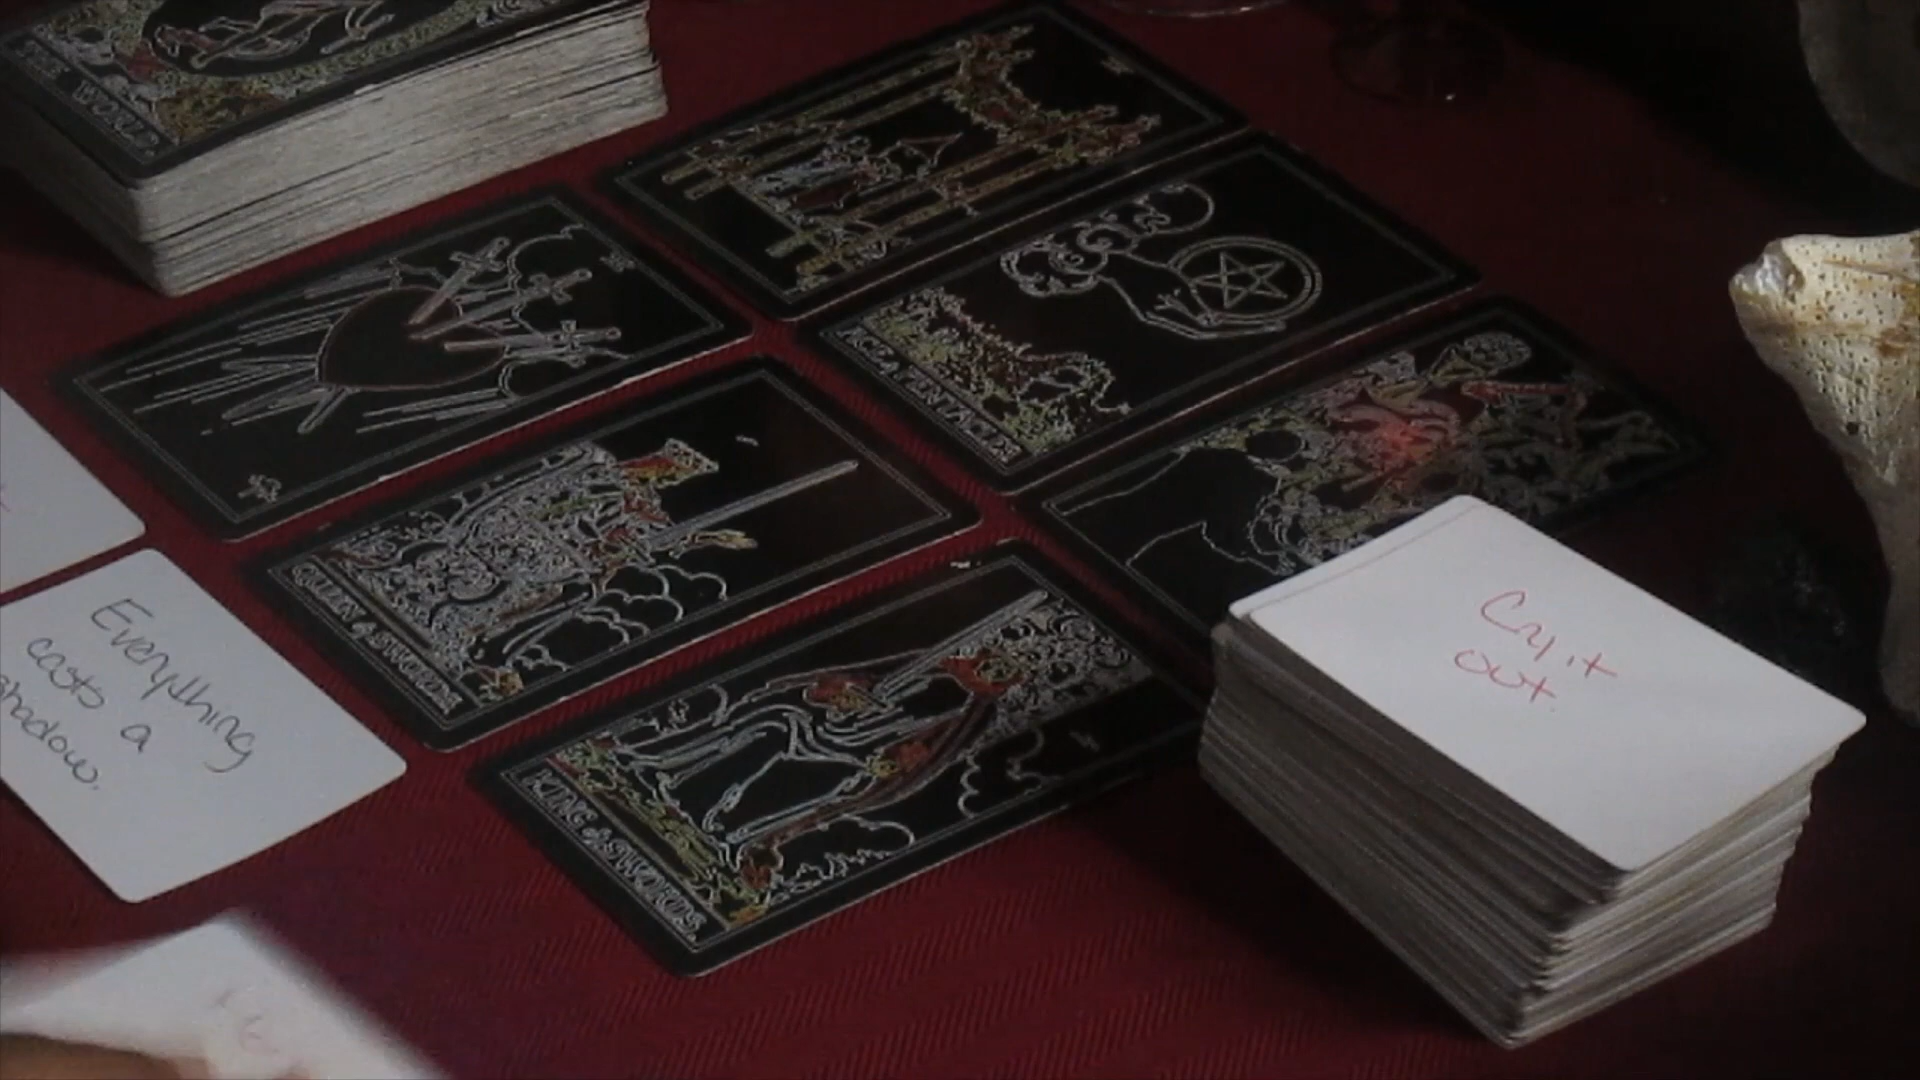 THE WORLD.
ACE of PENTACLES
QUEEN of SWORDS
KING of SWORDS.
Everything
casts a
shadow.
Cry it
out.